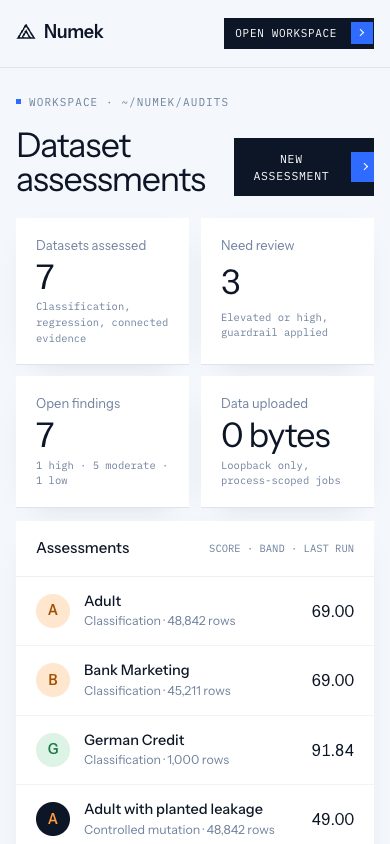 Numek
OPEN WORKSPACE
WORKSPACE · ~/NUMEK/AUDITS
Dataset
assessments
NEW
ASSESSMENT
Datasets assessed
7
Classification,
regression, connected
evidence
Need review
3
Elevated or high,
guardrail applied
Open findings
7
1 high · 5 moderate ·
1 low
Data uploaded
0 bytes
Loopback only,
process-scoped jobs
Assessments
SCORE · BAND · LAST RUN
A
Adult
Classification · 48,842 rows
69.00
B
Bank Marketing
Classification · 45,211 rows
69.00
G
German Credit
Classification · 1,000 rows
91.84
A
Adult with planted leakage
Controlled mutation · 48,842 rows
49.00